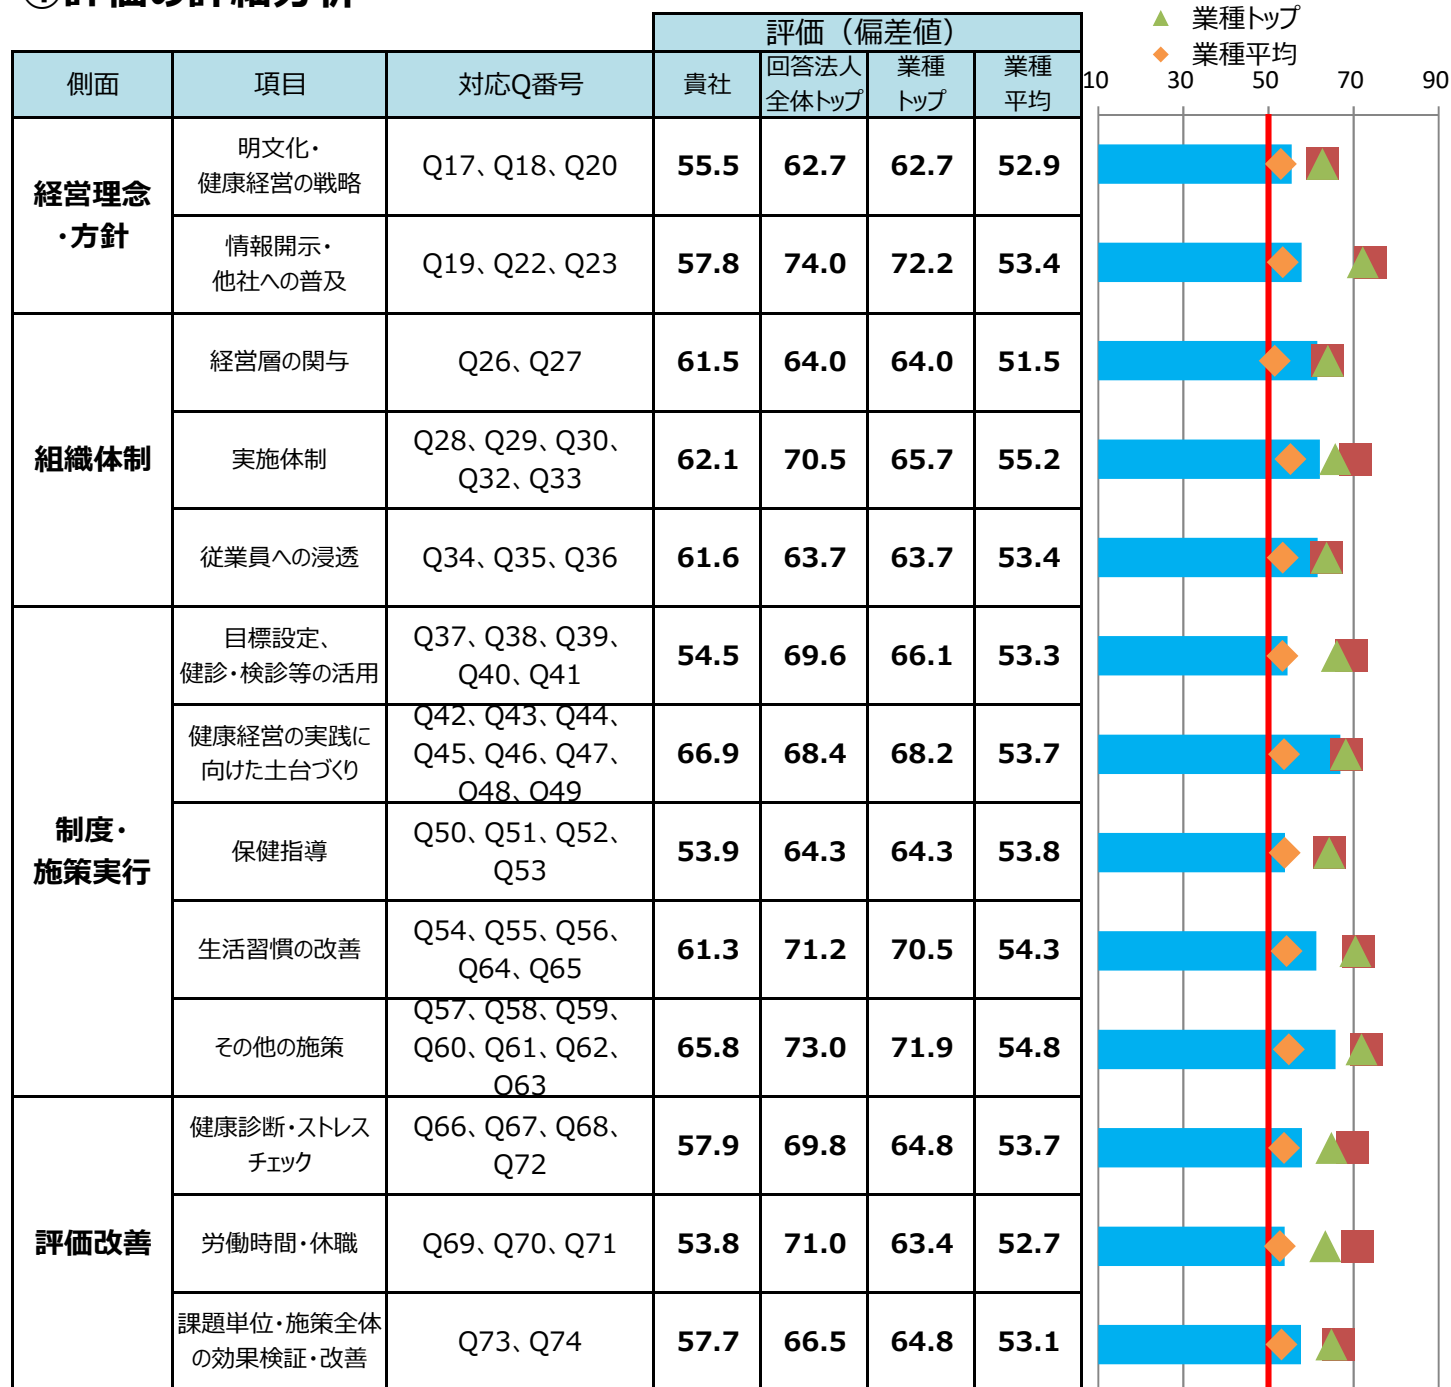 ①評価の詳細分析
▲ 業種トップ
◆ 業種平均
評価（偏差値）
側面 項目 対応Q番号 貴社 回答法人全体トップ 業種トップ 業種平均
10 30 50 70 90
経営理念
・方針
明文化・
健康経営の戦略
Q17、Q18、Q20 55.5 62.7 62.7 52.9
情報開示・
他社への普及
Q19、Q22、Q23 57.8 74.0 72.2 53.4
組織体制
経営層の関与 Q26、Q27 61.5 64.0 64.0 51.5
実施体制
Q28、Q29、Q30、
Q32、Q33
62.1 70.5 65.7 55.2
従業員への浸透 Q34、Q35、Q36 61.6 63.7 63.7 53.4
制度・
施策実行
目標設定、
健診・検診等の活用
Q37、Q38、Q39、
Q40、Q41
54.5 69.6 66.1 53.3
健康経営の実践に
向けた土台づくり
Q42、Q43、Q44、
Q45、Q46、Q47、
Q48、Q49
66.9 68.4 68.2 53.7
保健指導
Q50、Q51、Q52、
Q53
53.9 64.3 64.3 53.8
生活習慣の改善
Q54、Q55、Q56、
Q64、Q65
61.3 71.2 70.5 54.3
その他の施策
Q57、Q58、Q59、
Q60、Q61、Q62、
Q63
65.8 73.0 71.9 54.8
評価改善
健康診断・ストレス
チェック
Q66、Q67、Q68、
Q72
57.9 69.8 64.8 53.7
労働時間・休職 Q69、Q70、Q71 53.8 71.0 63.4 52.7
課題単位・施策全体
の効果検証・改善
Q73、Q74 57.7 66.5 64.8 53.1